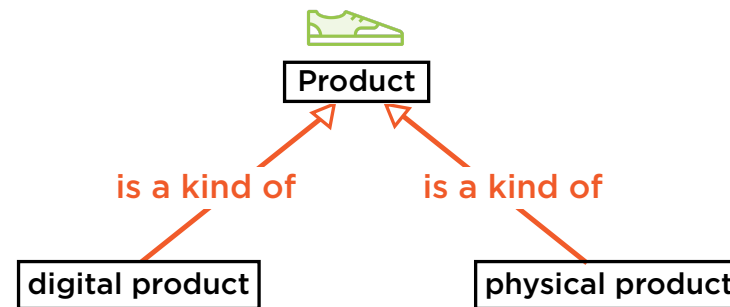 Product
is a kind of
is a kind of
digital product
physical product